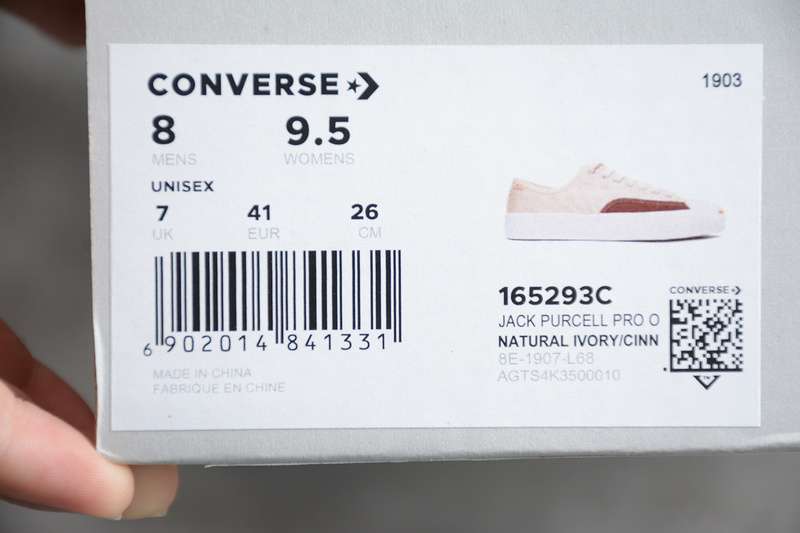 CONVERSE
1903
8
9.5
MENS
WOMENS
UNISEX
7
41
26
UK
EUR
CM
6 902014 841331
MADE IN CHINA
FABRIQUE EN CHINE
165293C
JACK PURCELL PRO O
NATURAL IVORY/CINN
8E-1907-L68
AGTS4K3500010
CONVERSE